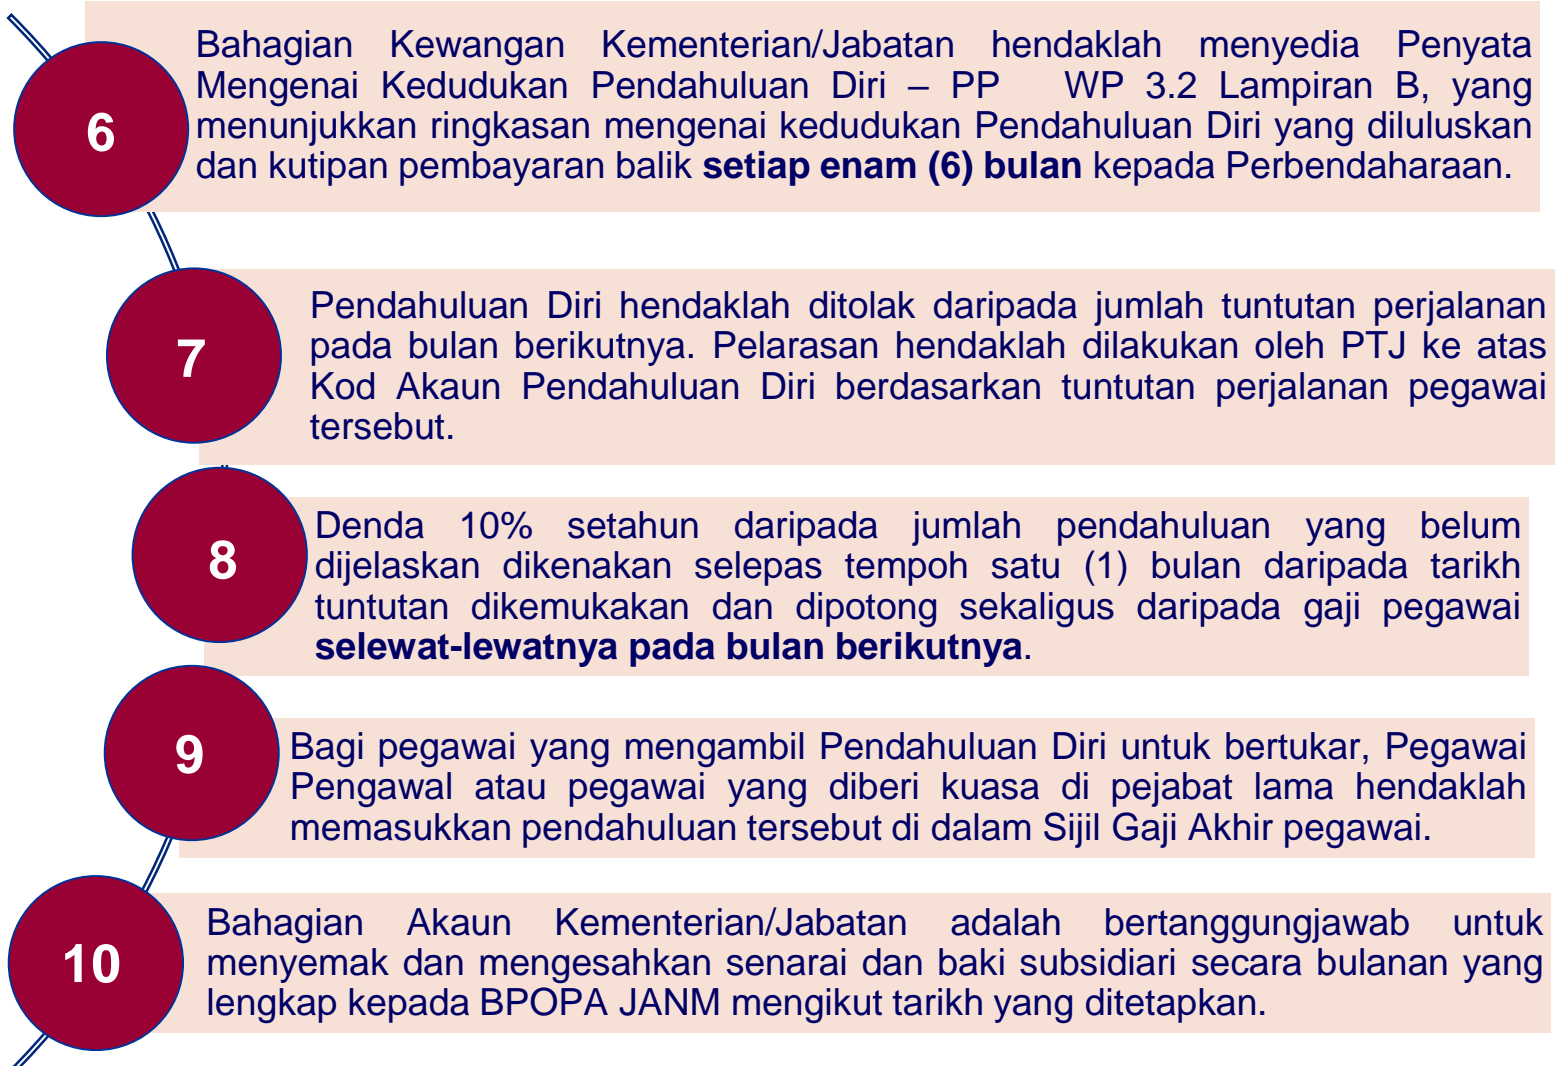 6
Bahagian Kewangan Kementerian/Jabatan hendaklah menyedia Penyata
Mengenai Kedudukan Pendahuluan Diri – PP WP 3.2 Lampiran B, yang
menunjukkan ringkasan mengenai kedudukan Pendahuluan Diri yang diluluskan
dan kutipan pembayaran balik setiap enam (6) bulan kepada Perbendaharaan.
7
Pendahuluan Diri hendaklah ditolak daripada jumlah tuntutan perjalanan
pada bulan berikutnya. Pelarasan hendaklah dilakukan oleh PTJ ke atas
Kod Akaun Pendahuluan Diri berdasarkan tuntutan perjalanan pegawai
tersebut.
8
Denda 10% setahun daripada jumlah pendahuluan yang belum
dijelaskan dikenakan selepas tempoh satu (1) bulan daripada tarikh
tuntutan dikemukakan dan dipotong sekaligus daripada gaji pegawai
selewat-lewatnya pada bulan berikutnya.
9
Bagi pegawai yang mengambil Pendahuluan Diri untuk bertukar, Pegawai
Pengawal atau pegawai yang diberi kuasa di pejabat lama hendaklah
memasukkan pendahuluan tersebut di dalam Sijil Gaji Akhir pegawai.
10
Bahagian Akaun Kementerian/Jabatan adalah bertanggungjawab untuk
menyemak dan mengesahkan senarai dan baki subsidiari secara bulanan yang
lengkap kepada BPOPA JANM mengikut tarikh yang ditetapkan.